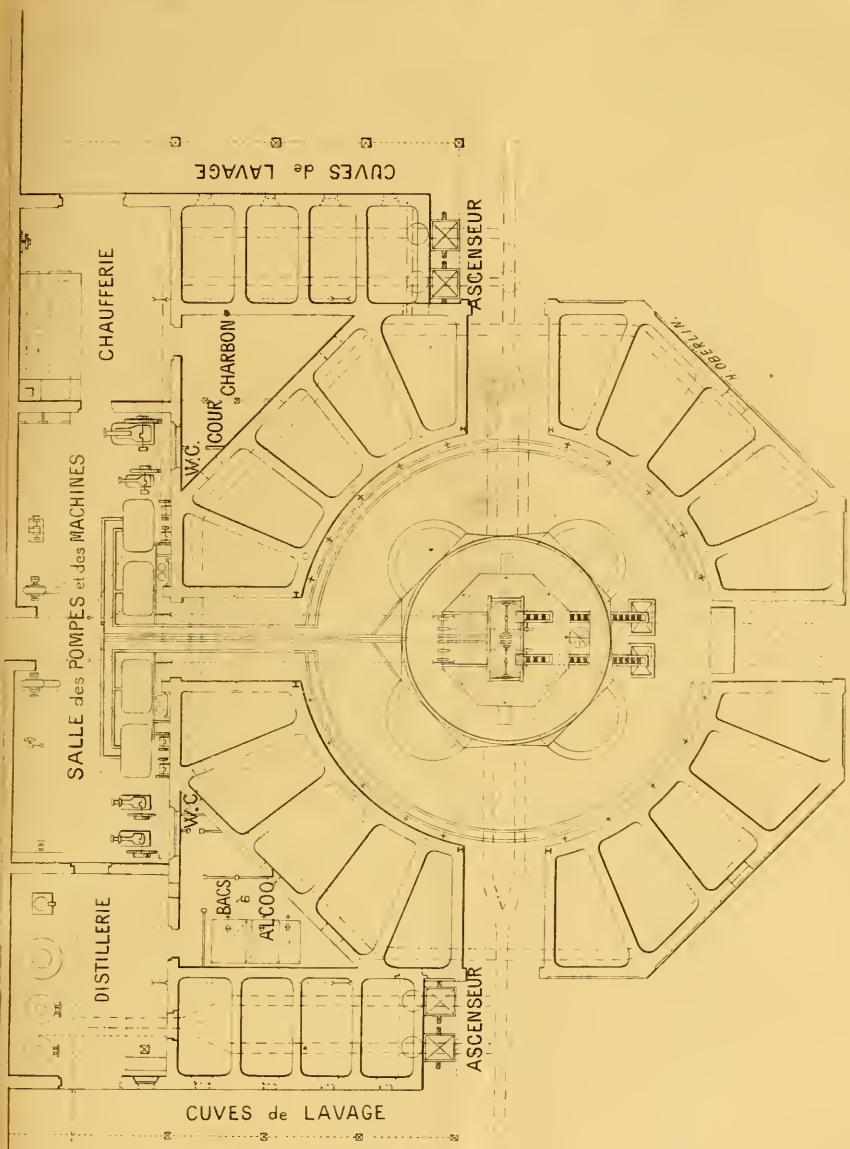 CUVES de LAVAGE
CHAUFFERIE
ASCENSEUR
COUR
CHARBON
W.C.
H. OBERLIN.
SALLE des POMPES et des MACHINES
W.C.
BACS
à
ALCOOL
DISTILLERIE
ASCENSEUR
CUVES de LAVAGE